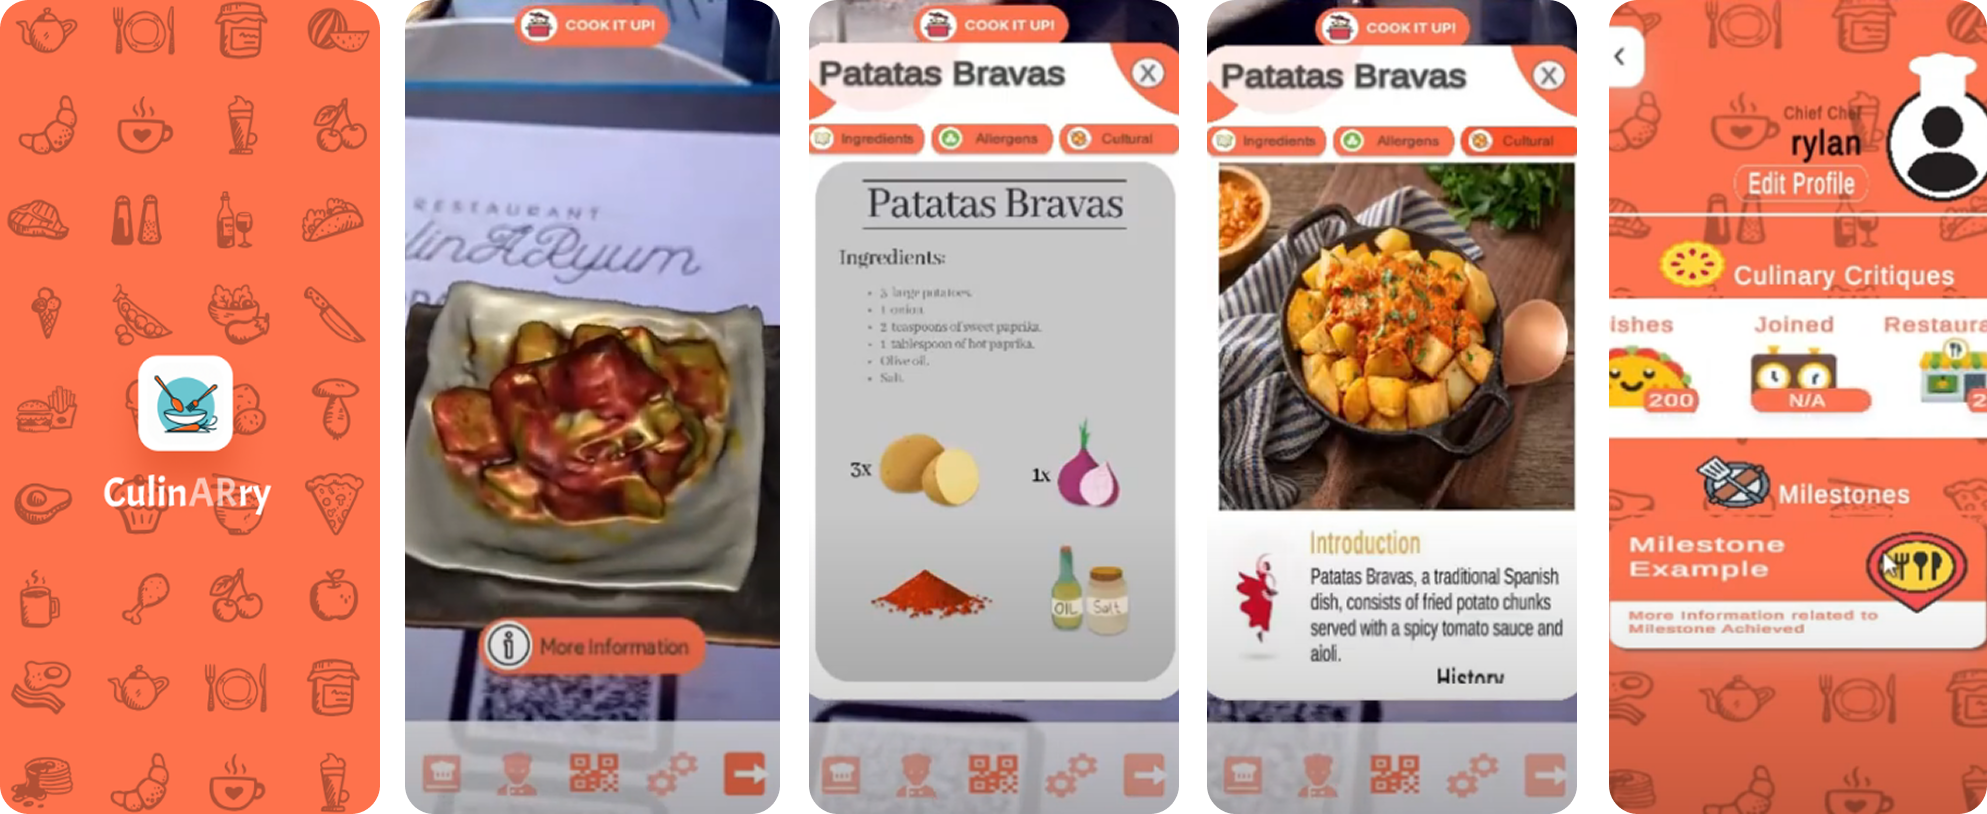 CulinARry
COOK IT UP!
RESTAURANT
linARyum
More Information
COOK IT UP!
Patatas Bravas
X
Ingredients
Allergens
Cultural
Patatas Bravas
Ingredients:
• 3 large potatoes.
• 1 onion
• 2 teaspoons of sweet paprika.
• 1 tablespoon of hot paprika.
• Olive oil.
• Salt.
3x
1x
OIL
Salt
COOK IT UP!
Patatas Bravas
X
Ingredients
Allergens
Cultural
Introduction
Patatas Bravas, a traditional Spanish
dish, consists of fried potato chunks
served with a spicy tomato sauce and
aioli.
History
Chief Chef
rylan
Edit Profile
Culinary Critiques
ishes
Joined
Restaura
200
N/A
2
Milestones
Milestone
Example
More Information related to
Milestone Achieved